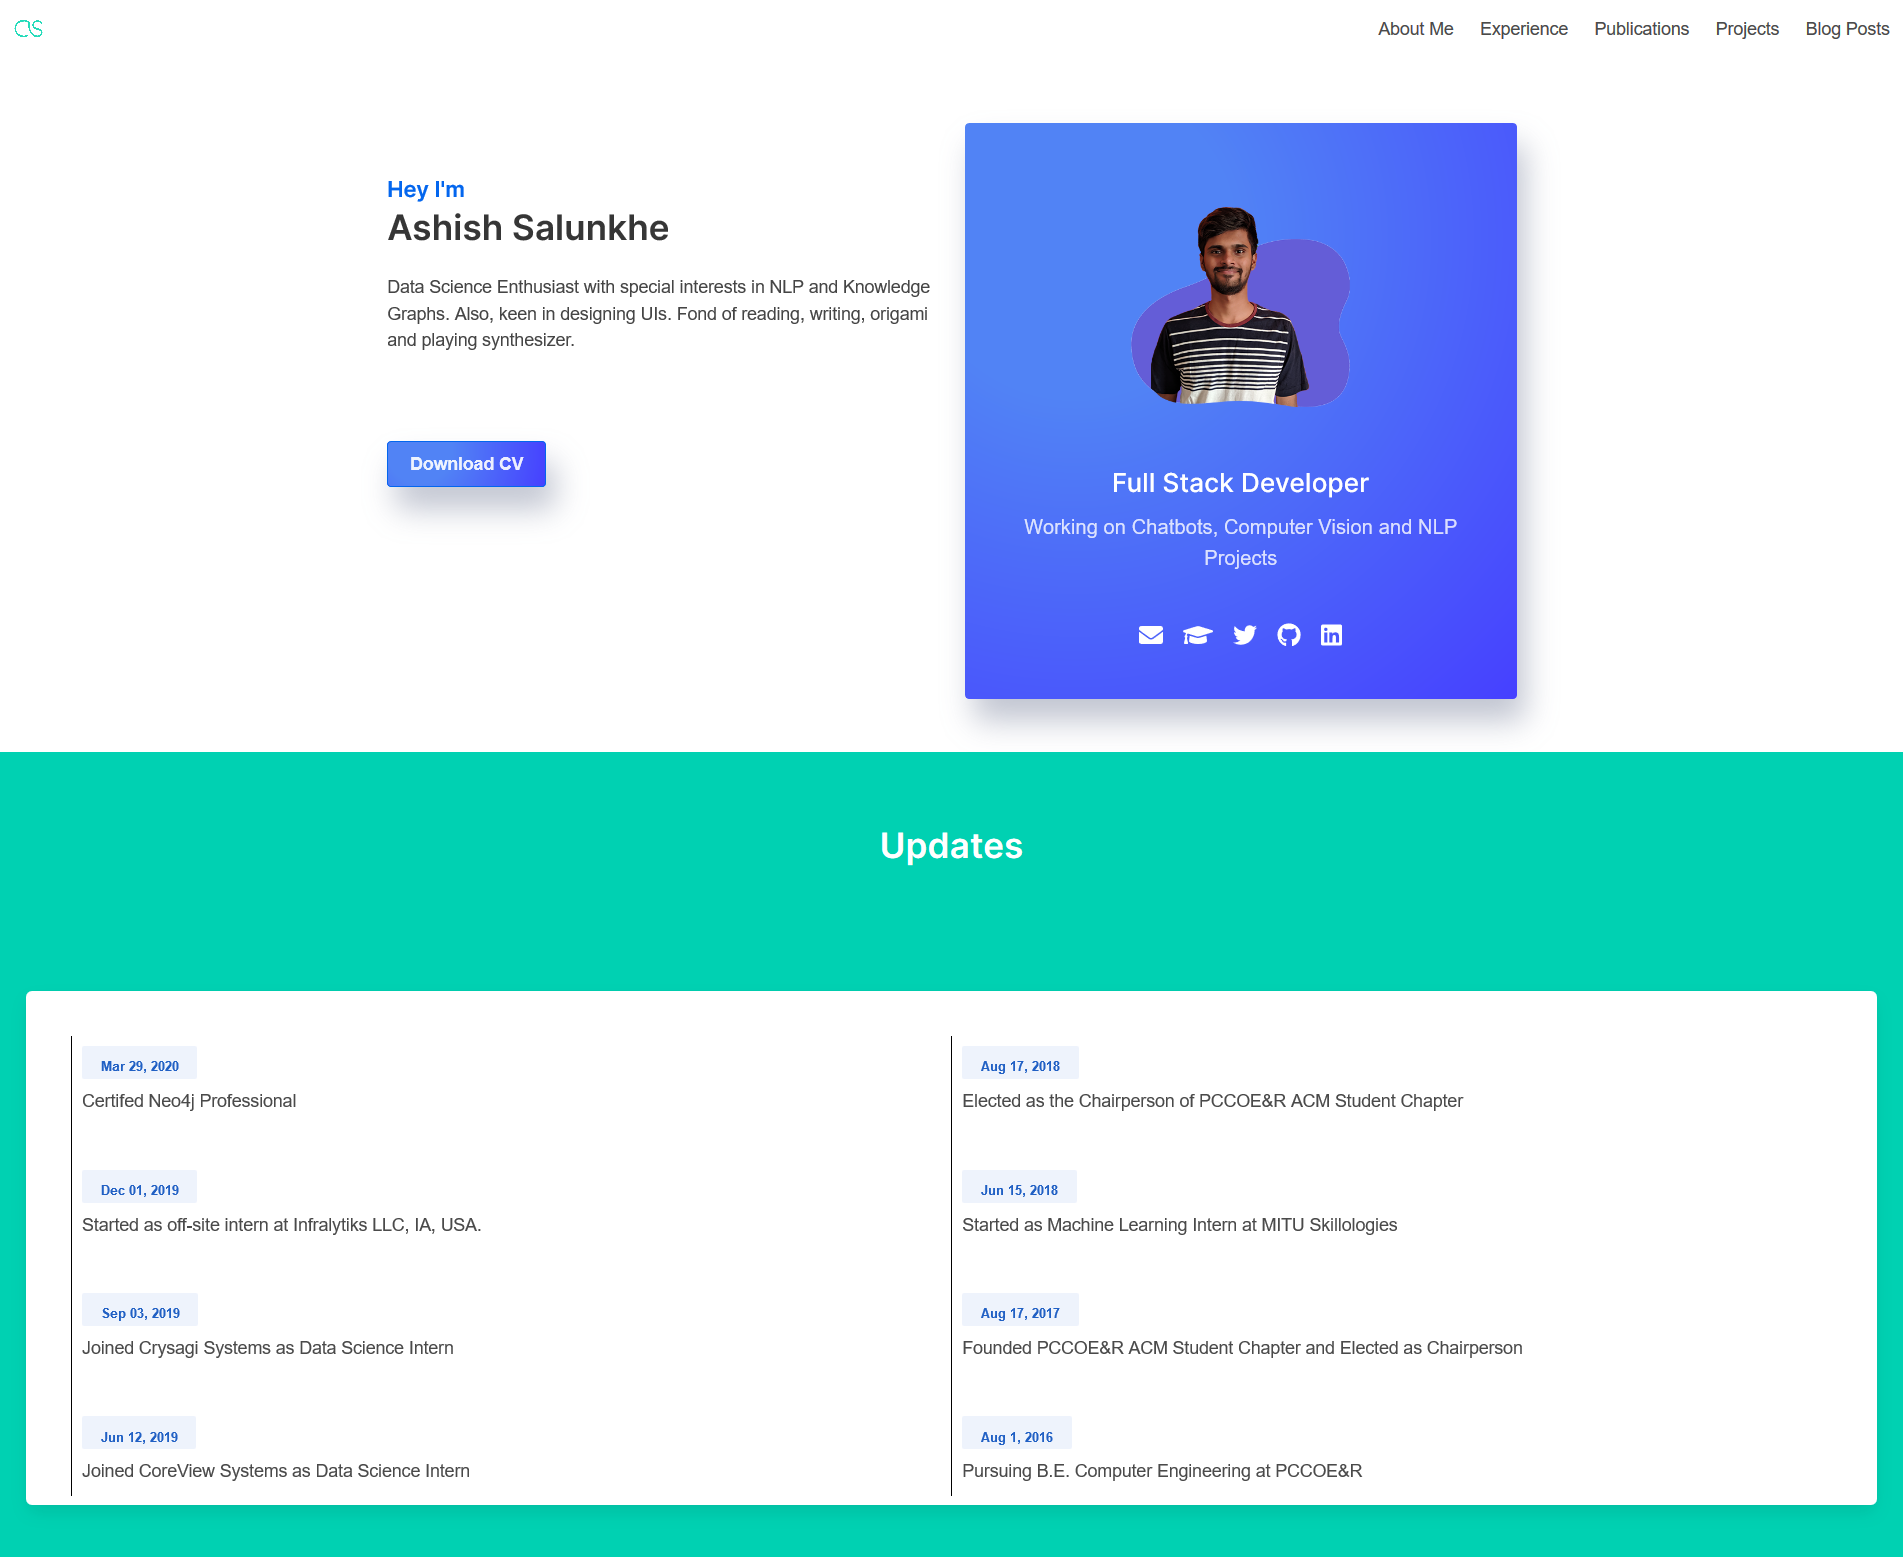 About Me Experience Publications Projects Blog Posts
Hey I'm
Ashish Salunkhe
Data Science Enthusiast with special interests in NLP and Knowledge
Graphs. Also, keen in designing UIs. Fond of reading, writing, origami
and playing synthesizer.
Download CV
Full Stack Developer
Working on Chatbots, Computer Vision and NLP
Projects
Updates
Mar 29, 2020
Certifed Neo4j Professional
Dec 01, 2019
Started as off-site intern at Infralytiks LLC, IA, USA.
Sep 03, 2019
Joined Crysagi Systems as Data Science Intern
Jun 12, 2019
Joined CoreView Systems as Data Science Intern
Aug 17, 2018
Elected as the Chairperson of PCCOE&R ACM Student Chapter
Jun 15, 2018
Started as Machine Learning Intern at MITU Skillologies
Aug 17, 2017
Founded PCCOE&R ACM Student Chapter and Elected as Chairperson
Aug 1, 2016
Pursuing B.E. Computer Engineering at PCCOE&R